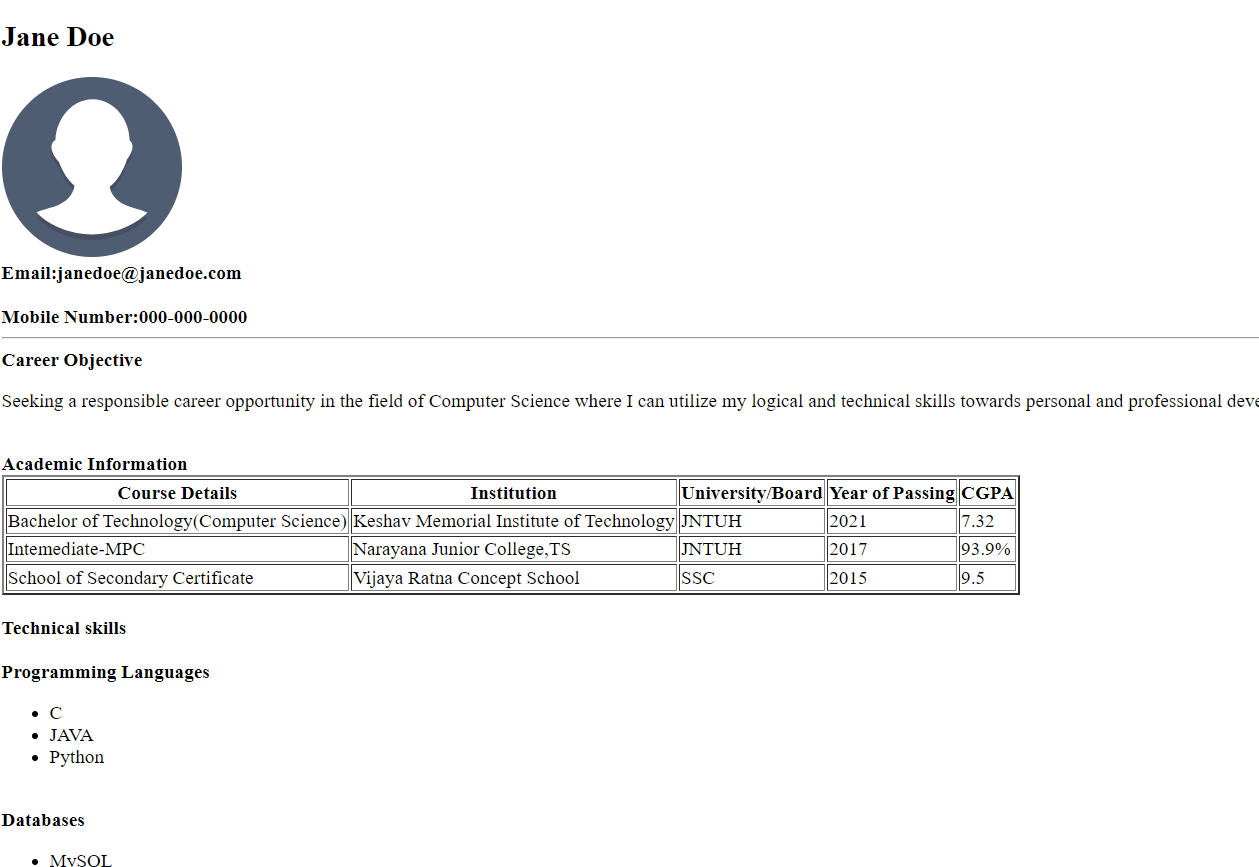 Jane Doe
Email:janedoe@janedoe.com
Mobile Number:000-000-0000
Career Objective
Seeking a responsible career opportunity in the field of Computer Science where I can utilize my logical and technical skills towards personal and professional
Academic Information
Course Details Institution University/Board Year of Passing CGPA
Bachelor of Technology(Computer Science) Keshav Memorial Institute of Technology JNTUH 2021 7.32
Intemediate-MPC Narayana Junior College,TS JNTUH 2017 93.9%
School of Secondary Certificate Vijaya Ratna Concept School SSC 2015 9.5
Technical skills
Programming Languages
C
JAVA
Python
Databases
MySQL